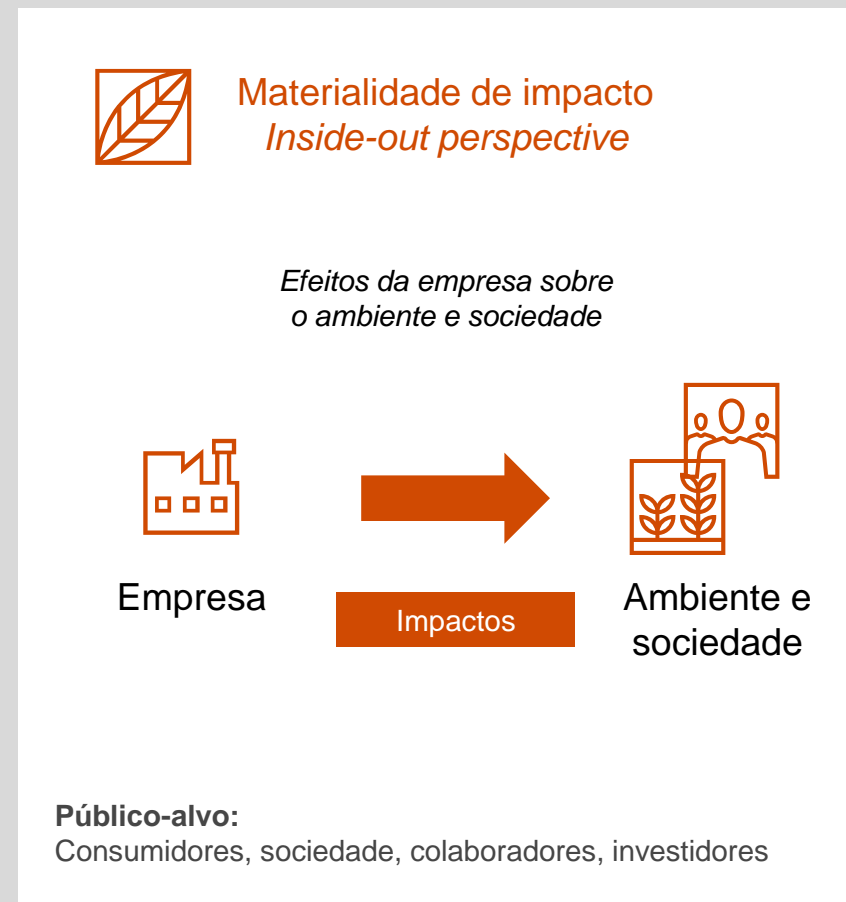 Materialidade de impacto
Inside-out perspective
Efeitos da empresa sobre
o ambiente e sociedade
Empresa
Impactos
Ambiente e
sociedade
Público-alvo:
Consumidores, sociedade, colaboradores, investidores